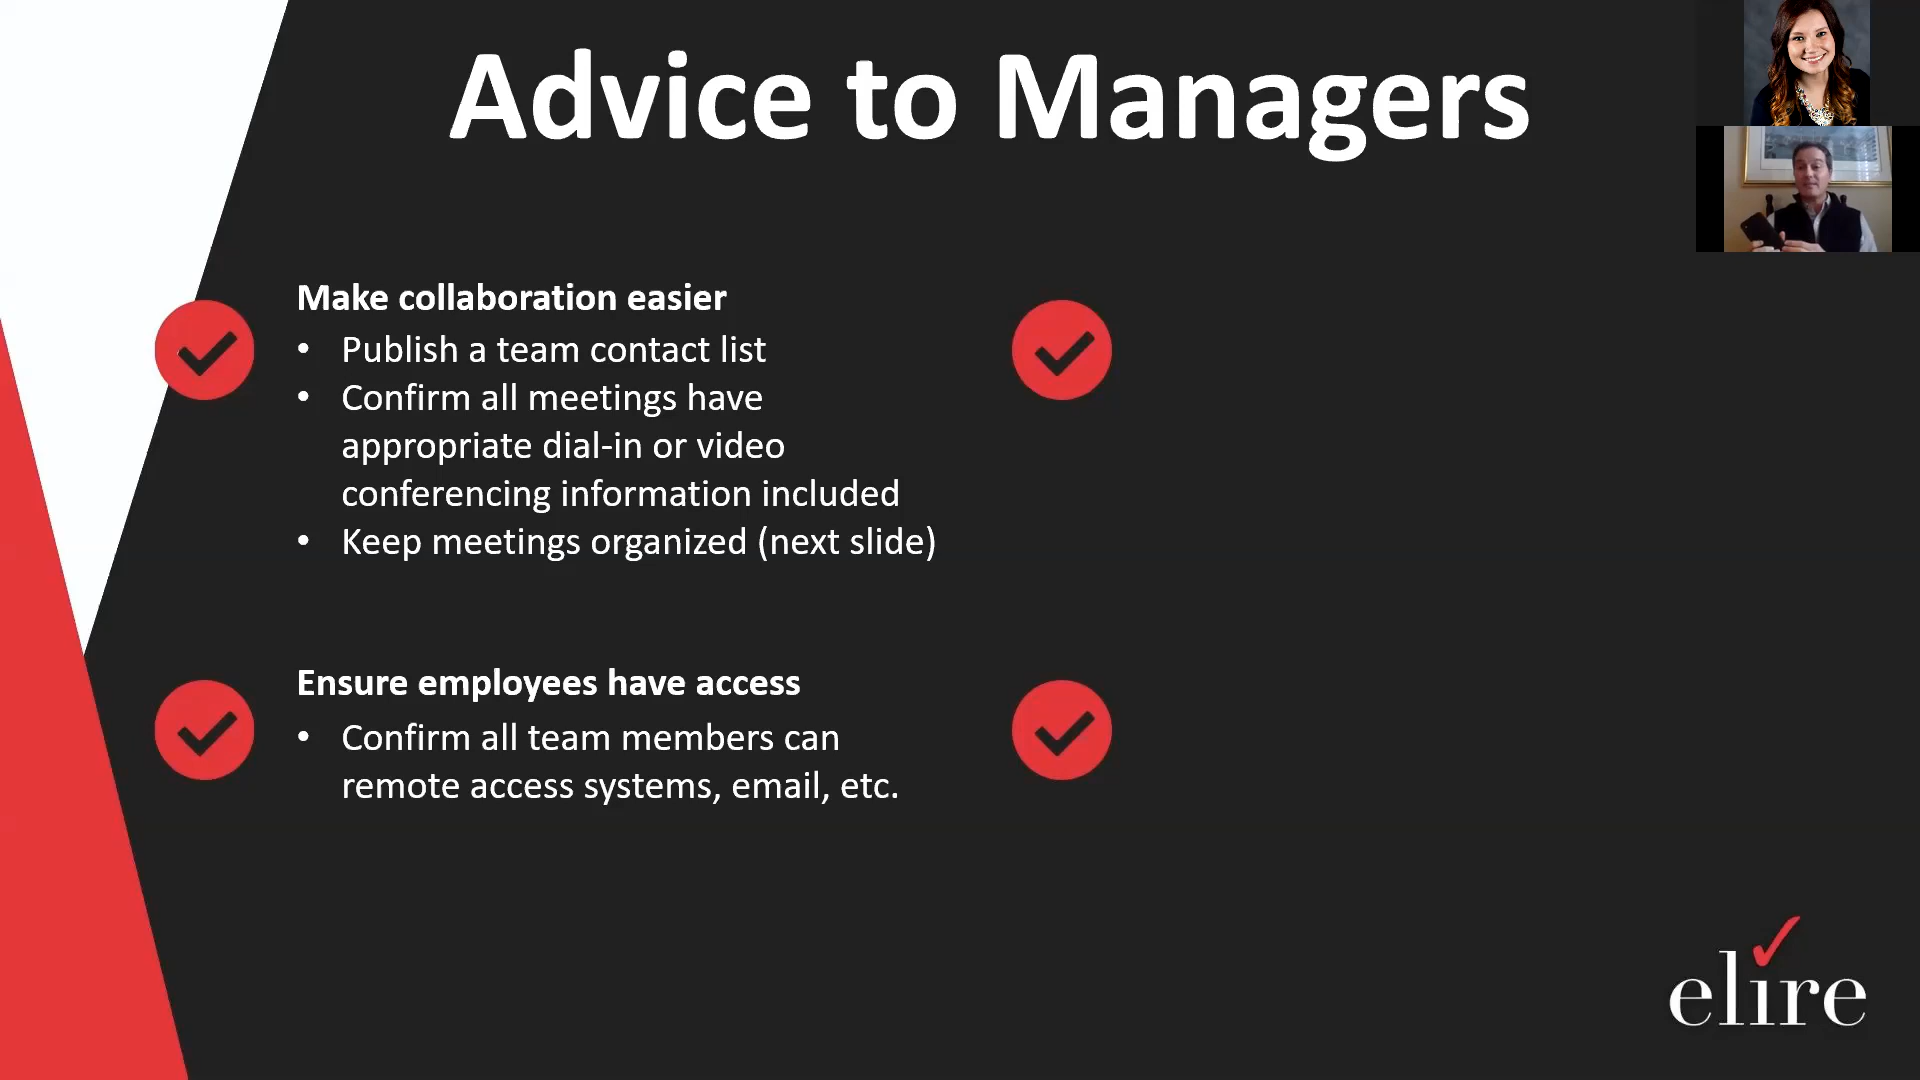 Advice to Managers
Make collaboration easier
• Publish a team contact list
• Confirm all meetings have
appropriate dial-in or video
conferencing information included
• Keep meetings organized (next slide)
Ensure employees have access
• Confirm all team members can
remote access systems, email, etc.
elire